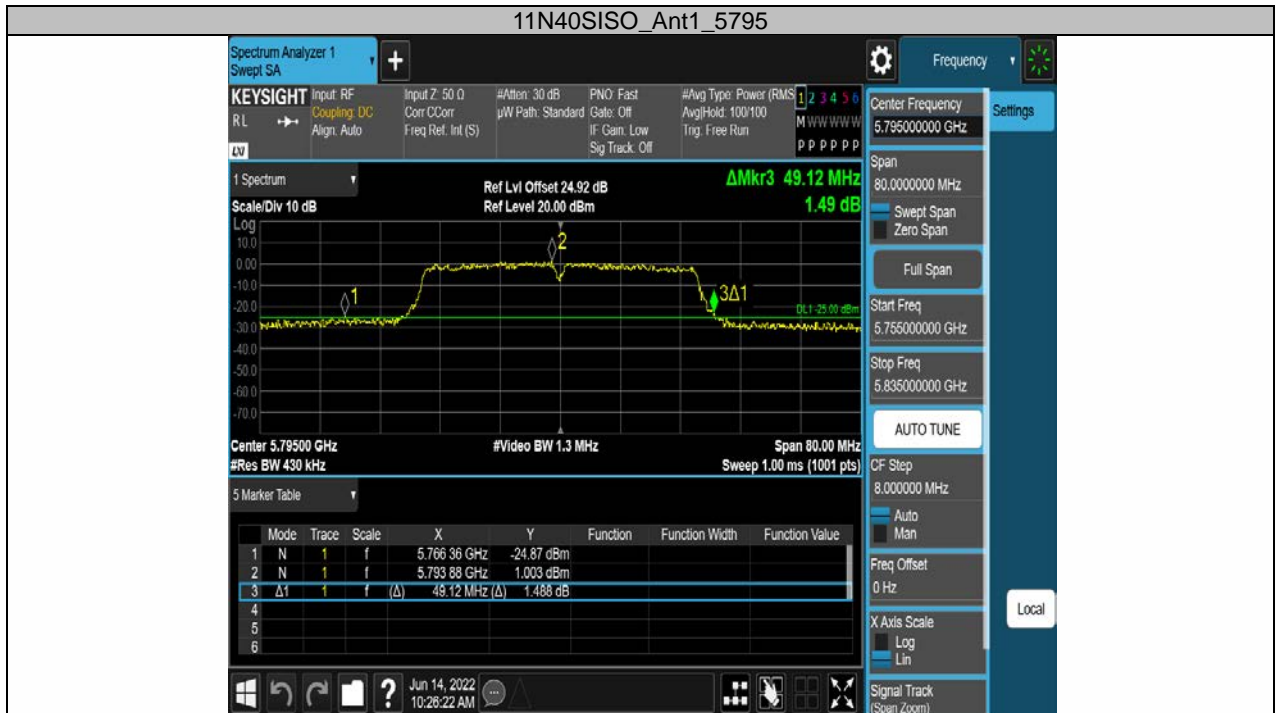 11N40SISO_Ant1_5795
Spectrum Analyzer 1
Swept SA
+
Frequency
KEYSIGHT
RL
LXI
Input: RF
Coupling: DC
Align: Auto
Input Z: 50 Ω
Corr CCorr
Freq Ref: Int (S)
#Atten: 30 dB
µW Path: Standard
PNO: Fast
Gate: Off
IF Gain: Low
Sig Track: Off
#Avg Type: Power (RMS
Avg|Hold: 100/100
Trig: Free Run
1 2 3 4 5 6
M W W W W W
P P P P P P
Center Frequency
5.795000000 GHz
Settings
1 Spectrum
Scale/Div 10 dB
Ref Lvl Offset 24.92 dB
Ref Level 20.00 dBm
ΔMkr3 49.12 MHz
1.49 dB
Span
80.0000000 MHz
Swept Span
Zero Span
Full Span
Start Freq
5.755000000 GHz
Stop Freq
5.835000000 GHz
AUTO TUNE
CF Step
8.000000 MHz
Auto
Man
Freq Offset
0 Hz
X Axis Scale
Log
Lin
Signal Track
(Span Zoom)
Local
Log
10.0
0.00
-10.0
-20.0
-30.0
-40.0
-50.0
-60.0
-70.0
1
2
3Δ1
DL1 -25.00 dBm
Center 5.79500 GHz
#Video BW 1.3 MHz
Span 80.00 MHz
#Res BW 430 kHz
Sweep 1.00 ms (1001 pts)
5 Marker Table
Mode Trace Scale X Y Function Function Width Function Value
1 N 1 f 5.766 36 GHz -24.87 dBm
2 N 1 f 5.793 88 GHz 1.003 dBm
3 Δ1 1 f (Δ) 49.12 MHz (Δ) 1.488 dB
4
5
6
?
Jun 14, 2022
10:26:22 AM